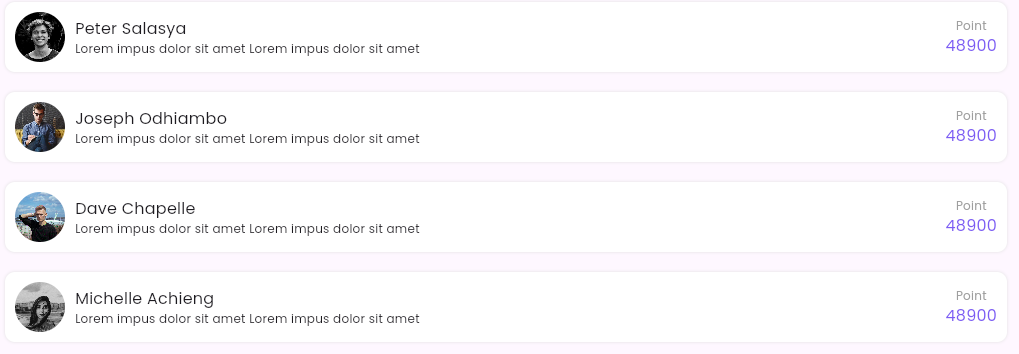 Peter Salasya
Lorem impus dolor sit amet Lorem impus dolor sit amet
Point
48900
Joseph Odhiambo
Lorem impus dolor sit amet Lorem impus dolor sit amet
Point
48900
Dave Chapelle
Lorem impus dolor sit amet Lorem impus dolor sit amet
Point
48900
Michelle Achieng
Lorem impus dolor sit amet Lorem impus dolor sit amet
Point
48900